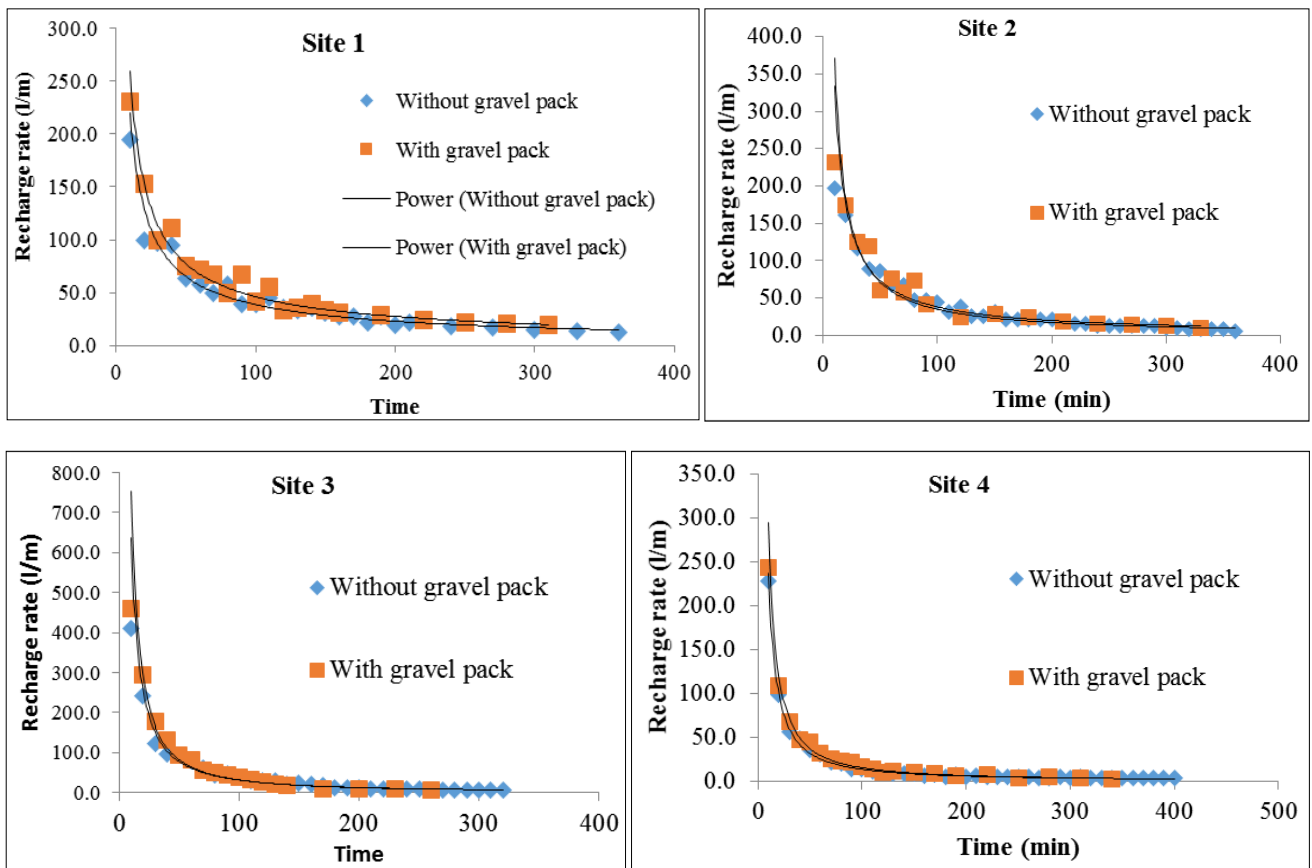 Site 1
Recharge rate (l/m)
300.0
250.0
200.0
150.0
100.0
50.0
0.0
Without gravel pack
With gravel pack
Power (Without gravel pack)
Power (With gravel pack)
0 100 200 300 400
Time
Site 2
Recharge rate (l/m)
400.0
350.0
300.0
250.0
200.0
150.0
100.0
50.0
0.0
Without gravel pack
With gravel pack
0 100 200 300 400
Time (min)
Site 3
Recharge rate (l/m)
800.0
700.0
600.0
500.0
400.0
300.0
200.0
100.0
0.0
Without gravel pack
With gravel pack
0 100 200 300 400
Time
Site 4
Recharge rate (l/m)
350.0
300.0
250.0
200.0
150.0
100.0
50.0
0.0
Without gravel pack
With gravel pack
0 100 200 300 400 500
Time (min)